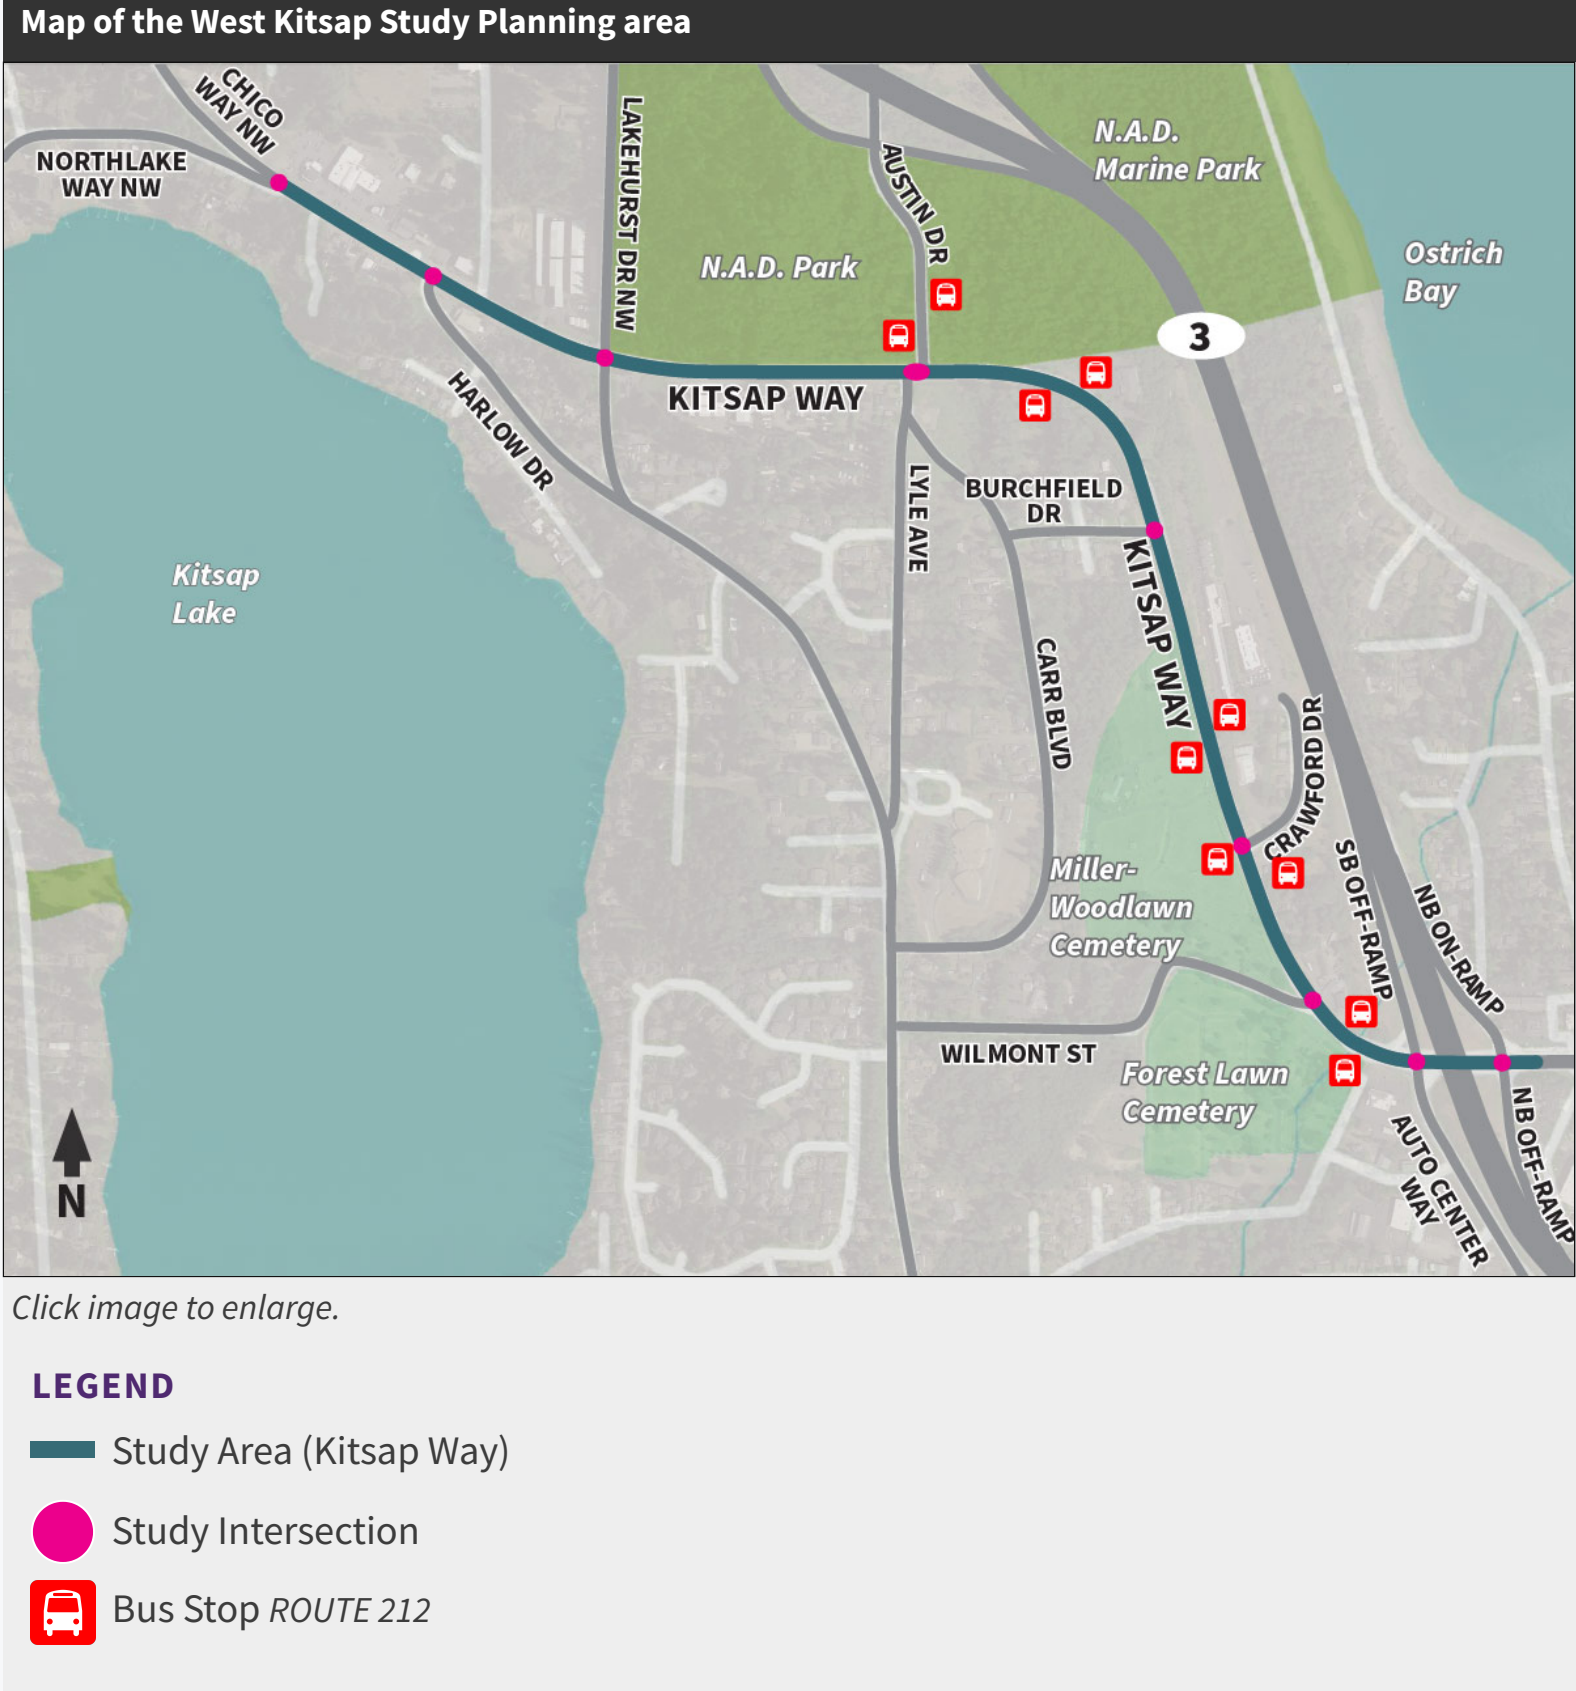 Map of the West Kitsap Study Planning area
CHICO
WAY NW
NORTHLAKE
WAY NW
LAKEHURST DR NW
AUSTIN DR
N.A.D.
Marine Park
N.A.D. Park
Ostrich
Bay
3
KITSAP WAY
HARLOW DR
LYLE AVE
BURCHFIELD
DR
KITSAP WAY
Kitsap
Lake
CARR BLVD
CRAWFORD DR
Miller-
Woodlawn
Cemetery
SB OFF-RAMP
NB ON-RAMP
WILMONT ST
Forest Lawn
Cemetery
AUTO CENTER
WAY
NB OFF-RAMP
N
Click image to enlarge.
LEGEND
Study Area (Kitsap Way)
Study Intersection
Bus Stop ROUTE 212